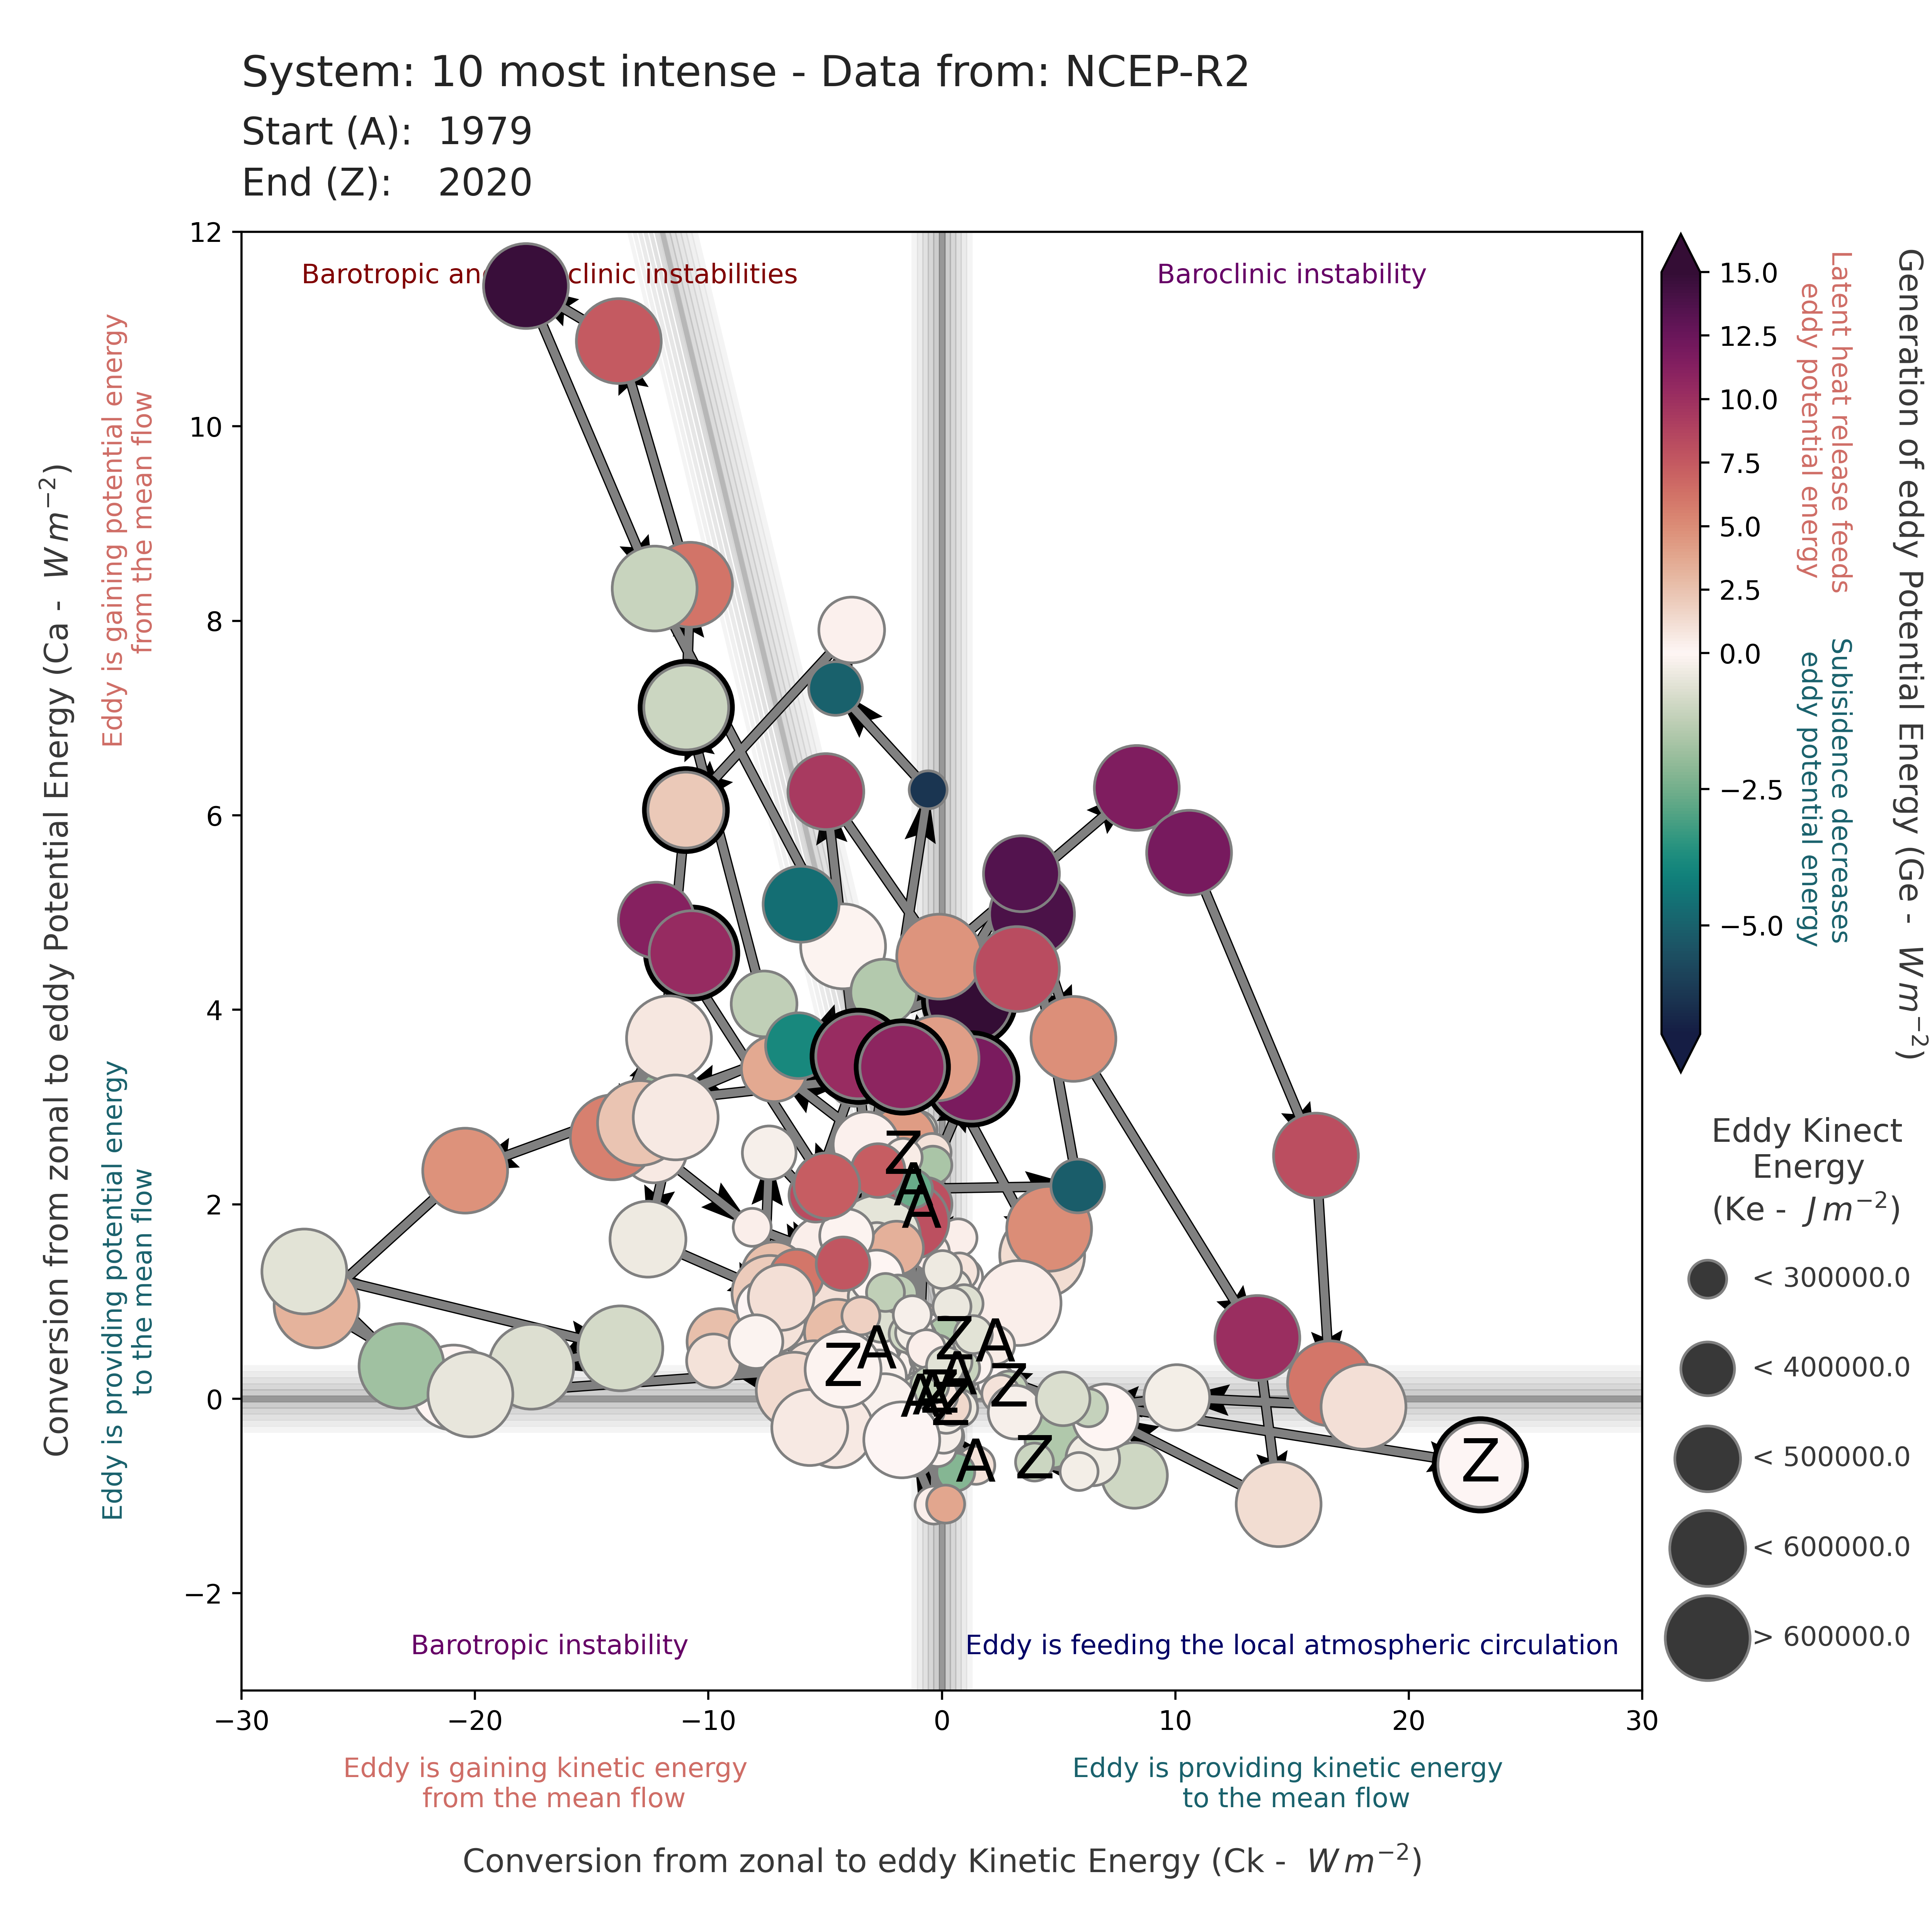 System: 10 most intense - Data from: NCEP-R2
Start (A): 1979
End (Z): 2020
12
10
8
6
4
2
0
−2
−30
−20
−10
0
10
20
30
Conversion from zonal to eddy Potential Energy (Ca - W m−2)
Eddy is gaining potential energy
from the mean flow
Eddy is providing potential energy
to the mean flow
Barotropic an clinic instabilities
Baroclinic instability
Barotropic instability
Eddy is feeding the local atmospheric circulation
Z
A
A
Z
A
A
Z
Z
A
Z
A
Z
Z
Eddy is gaining kinetic energy
from the mean flow
Eddy is providing kinetic energy
to the mean flow
Conversion from zonal to eddy Kinetic Energy (Ck - W m−2)
15.0
12.5
10.0
7.5
5.0
2.5
0.0
−2.5
−5.0
Latent heat release feeds
eddy potential energy
Subisidence decreases
eddy potential energy
Generation of eddy Potential Energy (Ge - W m−2)
Eddy Kinect
Energy
(Ke - J m−2)
< 300000.0
< 400000.0
< 500000.0
< 600000.0
> 600000.0